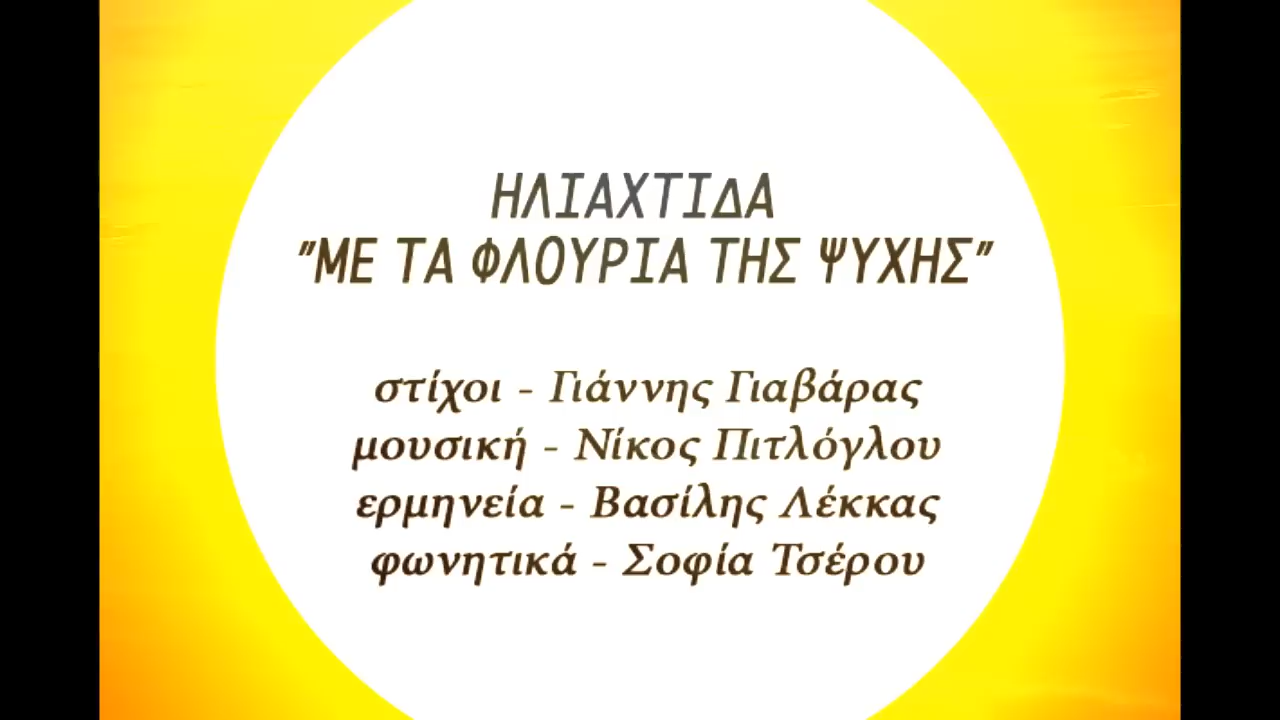 ΗΛΙΑΧΤΙΔΑ
"ΜΕ ΤΑ ΦΛΟΥΡΙΑ ΤΗΣ ΨΥΧΗΣ"
στίχοι - Γιάννης Γιαβάρας
μουσική - Νίκος Πιτλόγλου
ερμηνεία - Βασίλης Λέκκας
φωνητικά - Σοφία Τσέρου